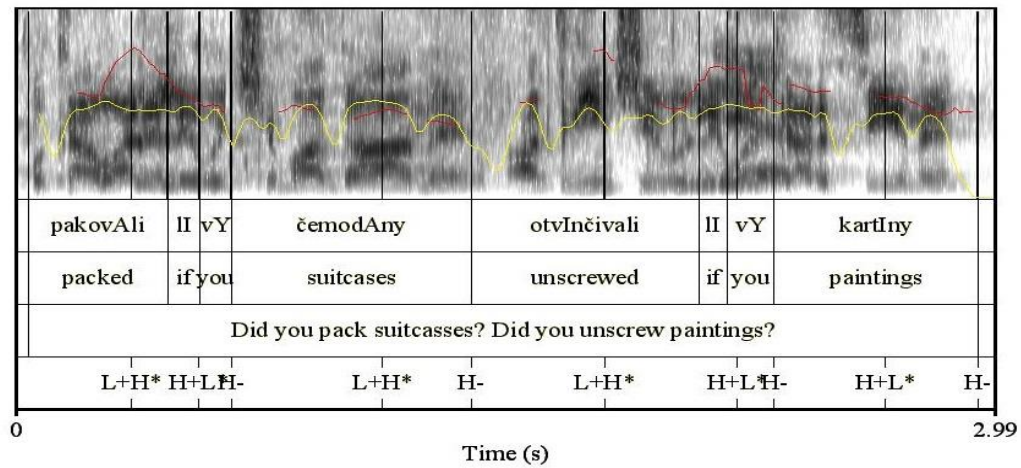 pakovAli lI vY čemodAny otvInčivali lI vY kartIny
packed if you suitcases unscrewed if you paintings
Did you pack suitcasses? Did you unscrew paintings?
L+H* H+L* H- L+H* H- L+H* H+L* H- H+L* H-
0 2.99
Time (s)